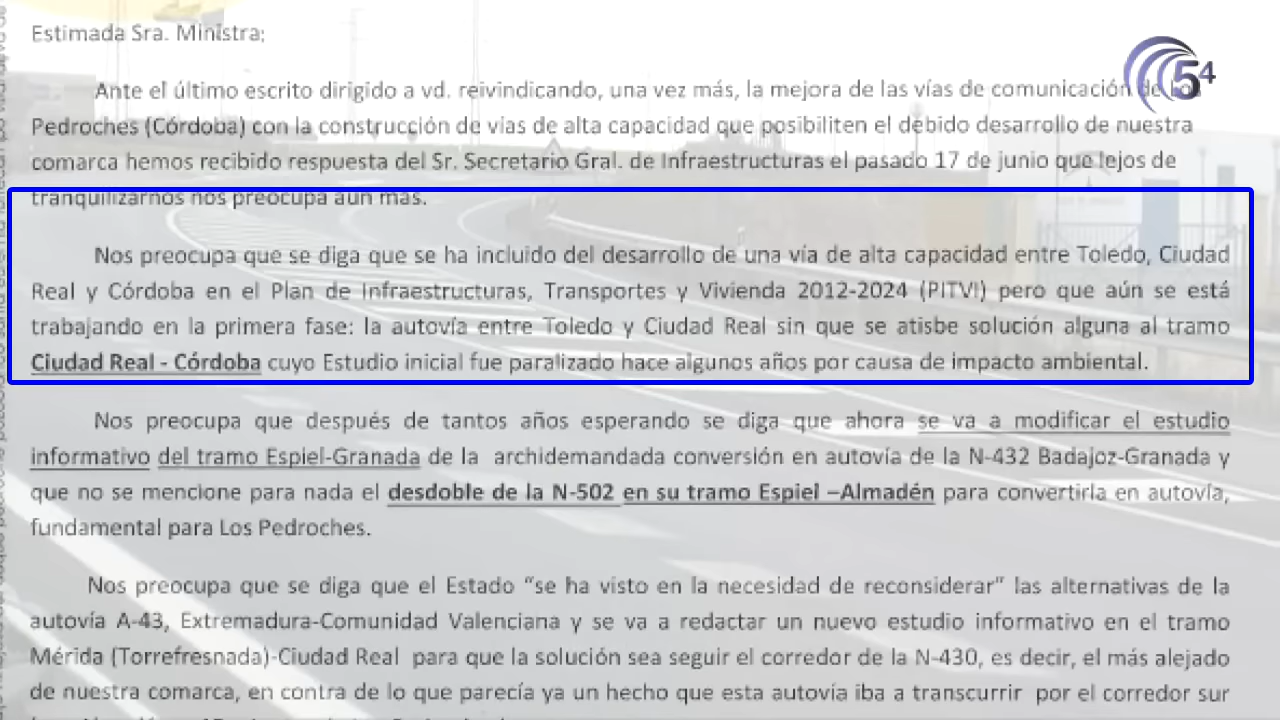 Estimada Sra. Ministra;
Ante el último escrito dirigido a vd. reivindicando, una vez más, la mejora de las vías de comunicación de Los
Pedroches (Córdoba) con la construcción de vías de alta capacidad que posibiliten el debido desarrollo de nuestra
comarca hemos recibido respuesta del Sr. Secretario Gral. de Infraestructuras el pasado 17 de junio que lejos de
tranquilizarnos nos preocupa aún más.
Nos preocupa que se diga que se ha incluido del desarrollo de una vía de alta capacidad entre Toledo, Ciudad
Real y Córdoba en el Plan de Infraestructuras, Transportes y Vivienda 2012-2024 (PITVI) pero que aún se está
trabajando en la primera fase: la autovía entre Toledo y Ciudad Real sin que se atisbe solución alguna al tramo
Ciudad Real - Córdoba cuyo Estudio inicial fue paralizado hace algunos años por causa de impacto ambiental.
Nos preocupa que después de tantos años esperando se diga que ahora se va a modificar el estudio
informativo del tramo Espiel-Granada de la archidemandada conversión en autovía de la N-432 Badajoz-Granada y
que no se mencione para nada el desdoble de la N-502 en su tramo Espiel –Almadén para convertirla en autovía,
fundamental para Los Pedroches.
Nos preocupa que se diga que el Estado "se ha visto en la necesidad de reconsiderar" las alternativas de la
autovía A-43, Extremadura-Comunidad Valenciana y se va a redactar un nuevo estudio informativo en el tramo
Mérida (Torrefresnada)-Ciudad Real para que la solución sea seguir el corredor de la N-430, es decir, el más alejado
de nuestra comarca, en contra de lo que parecía ya un hecho que esta autovía iba a transcurrir por el corredor sur
54